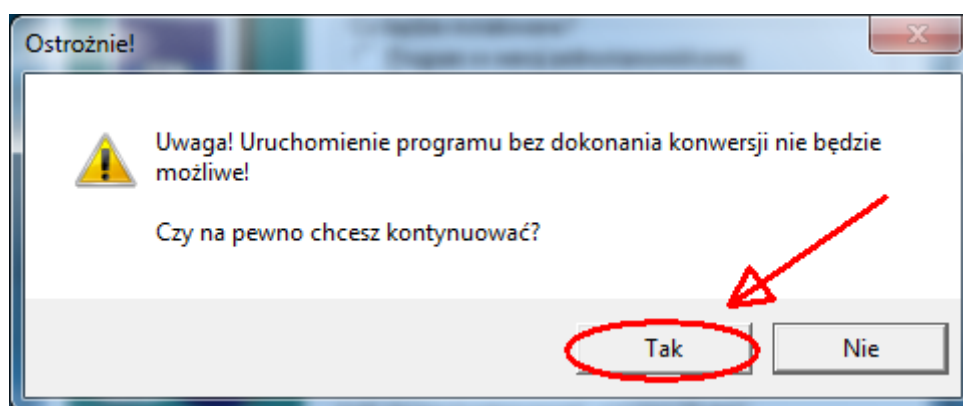 Ostrożnie!
Uwaga! Uruchomienie programu bez dokonania konwersji nie będzie
możliwe!
Czy na pewno chcesz kontynuować?
Tak
Nie